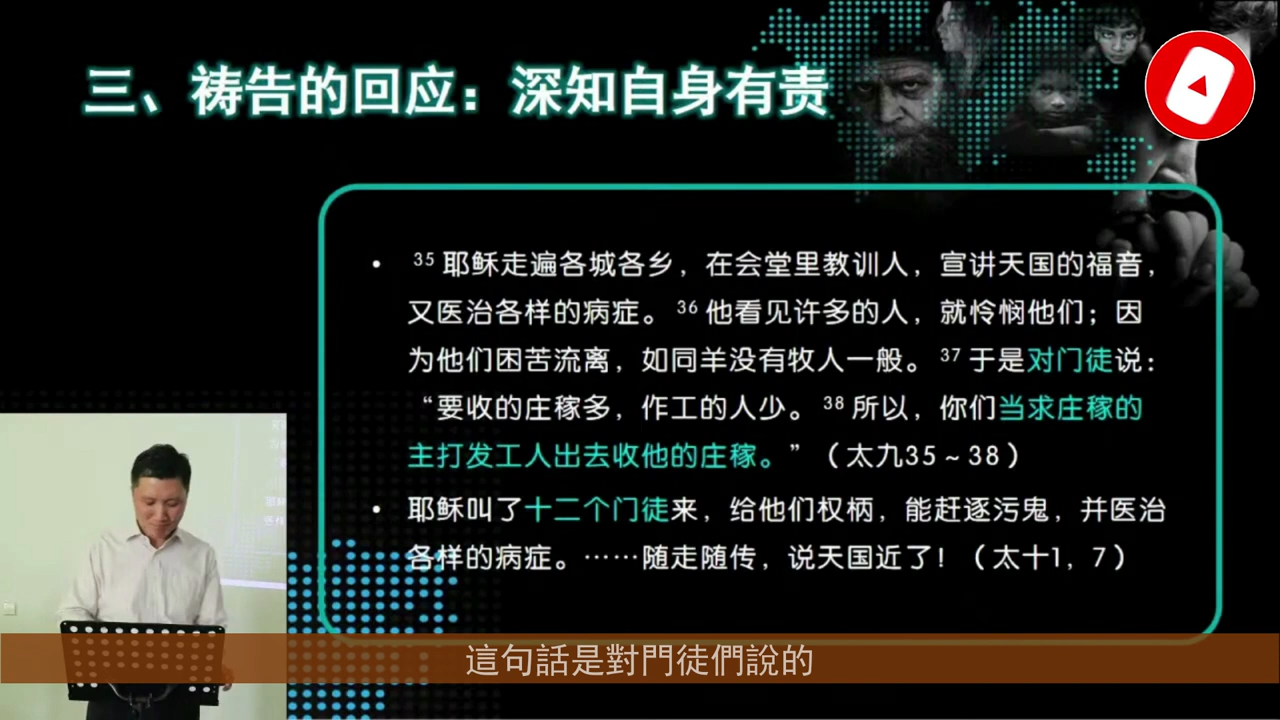 三、祷告的回应：深知自身有责
• ³⁵ 耶稣走遍各城各乡，在会堂里教训人，宣讲天国的福音，
又医治各样的病症。³⁶ 他看见许多的人，就怜悯他们；因
为他们困苦流离，如同羊没有牧人一般。³⁷ 于是对门徒说：
“要收的庄稼多，作工的人少。³⁸ 所以，你们当求庄稼的
主打发工人出去收他的庄稼。”（太九35～38）
• 耶稣叫了十二个门徒来，给他们权柄，能赶逐污鬼，并医治
各样的病症。……随走随传，说天国近了！（太十1，7）
這句話是對門徒們說的